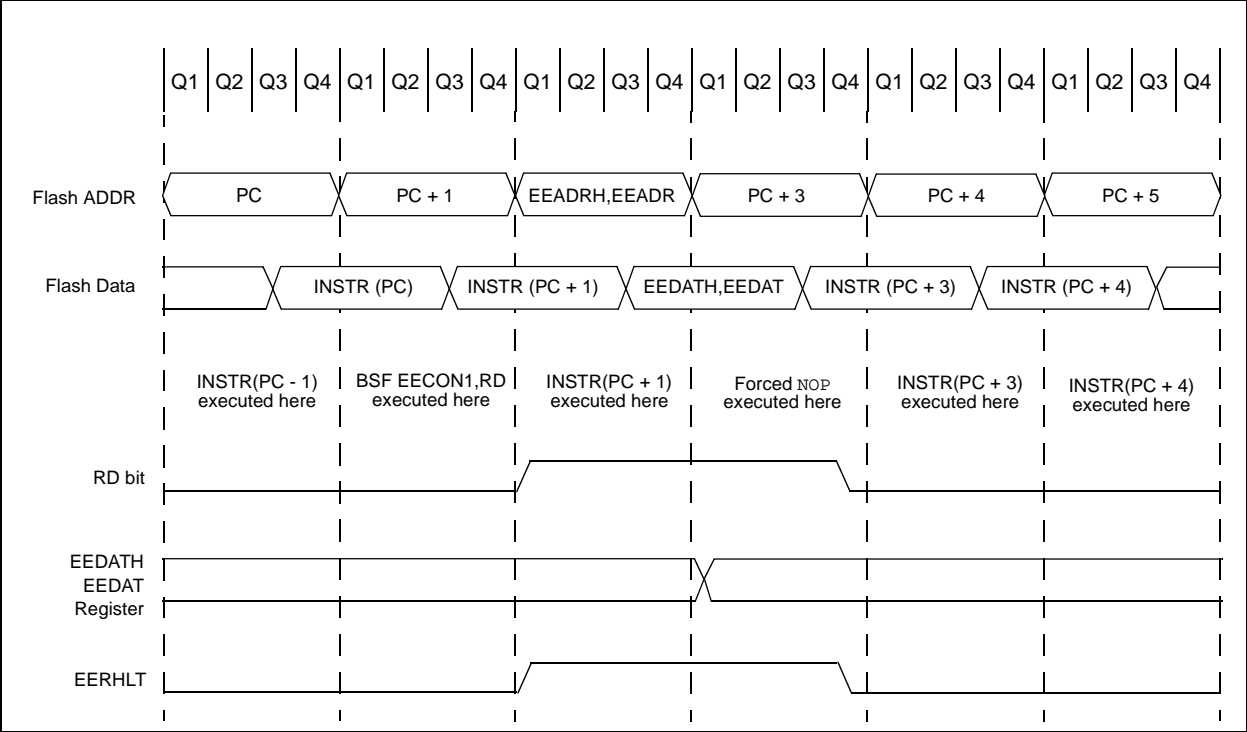 Q1 Q2 Q3 Q4 Q1 Q2 Q3 Q4 Q1 Q2 Q3 Q4 Q1 Q2 Q3 Q4 Q1 Q2 Q3 Q4 Q1 Q2 Q3 Q4
Flash ADDR PC PC + 1 EEADRH,EEADR PC + 3 PC + 4 PC + 5
Flash Data INSTR (PC) INSTR (PC + 1) EEDATH,EEDAT INSTR (PC + 3) INSTR (PC + 4)
INSTR(PC - 1)
executed here
BSF EECON1,RD
executed here
INSTR(PC + 1)
executed here
Forced NOP
executed here
INSTR(PC + 3)
executed here
INSTR(PC + 4)
executed here
RD bit
EEDATH
EEDAT
Register
EERHLT